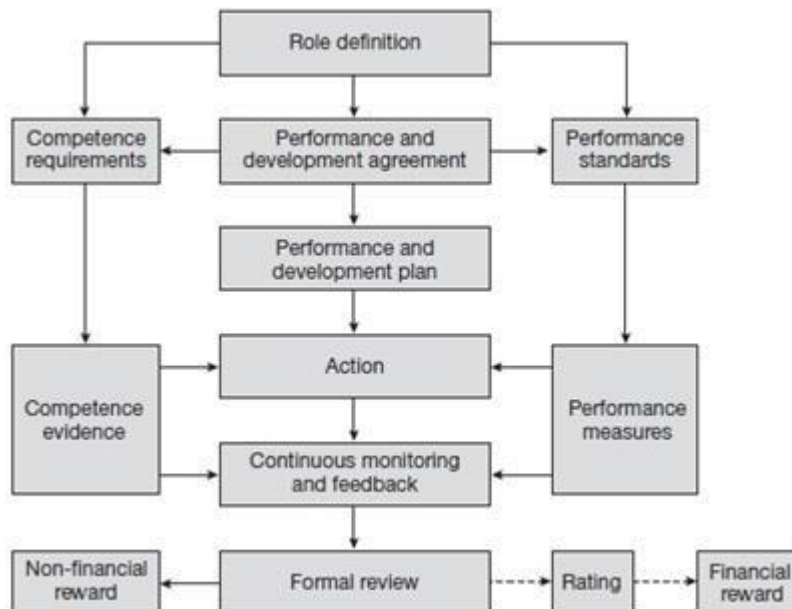 Role definition
Competence
requirements
Performance and
development agreement
Performance
standards
Performance and
development plan
Action
Competence
evidence
Performance
measures
Continuous monitoring
and feedback
Non-financial
reward
Formal review
Rating
Financial
reward